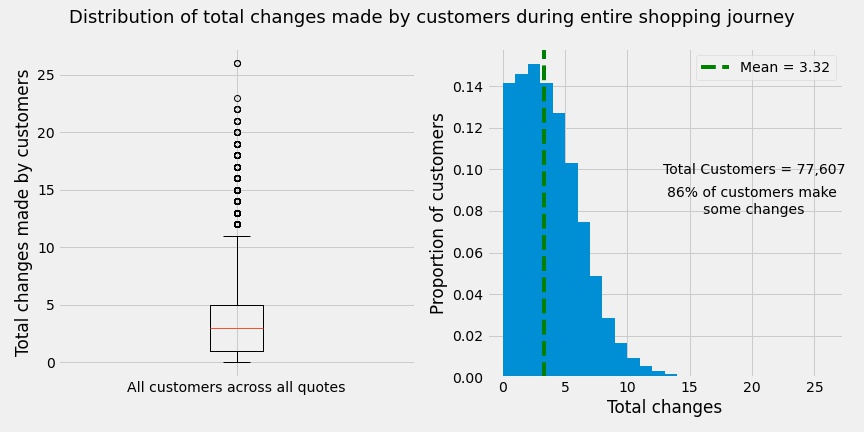 Distribution of total changes made by customers during entire shopping journey
Total changes made by customers
25
20
15
10
5
0
All customers across all quotes
Proportion of customers
0.14
0.12
0.10
0.08
0.06
0.04
0.02
0.00
Mean = 3.32
Total Customers = 77,607
86% of customers make
some changes
0 5 10 15 20 25
Total changes